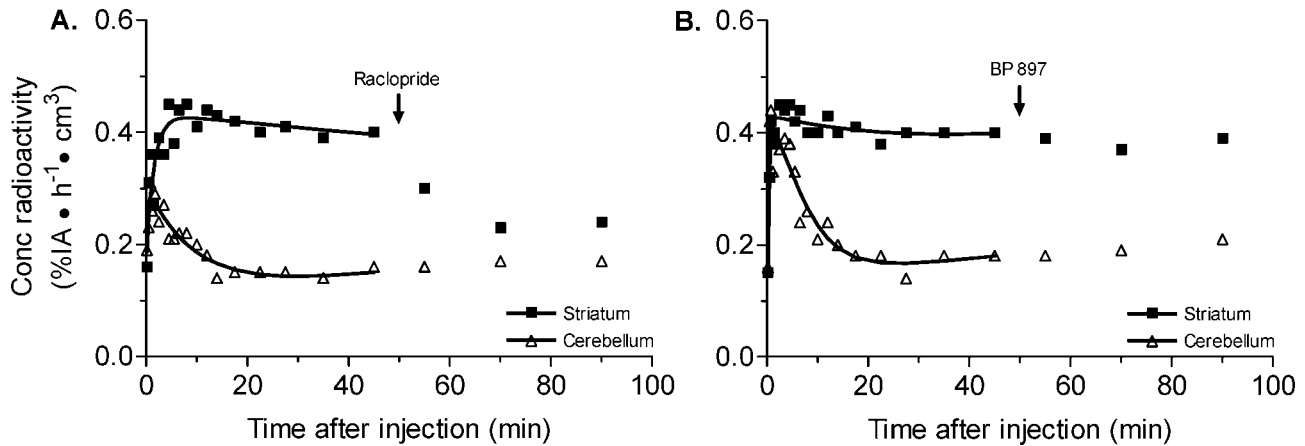 A.
Conc radioactivity
(%IA • h⁻¹ • cm³)
0.6
0.4
0.2
0.0
Raclopride
Striatum
Cerebellum
0 20 40 60 80 100
Time after injection (min)
B.
0.6
0.4
0.2
0.0
BP 897
Striatum
Cerebellum
0 20 40 60 80 100
Time after injection (min)